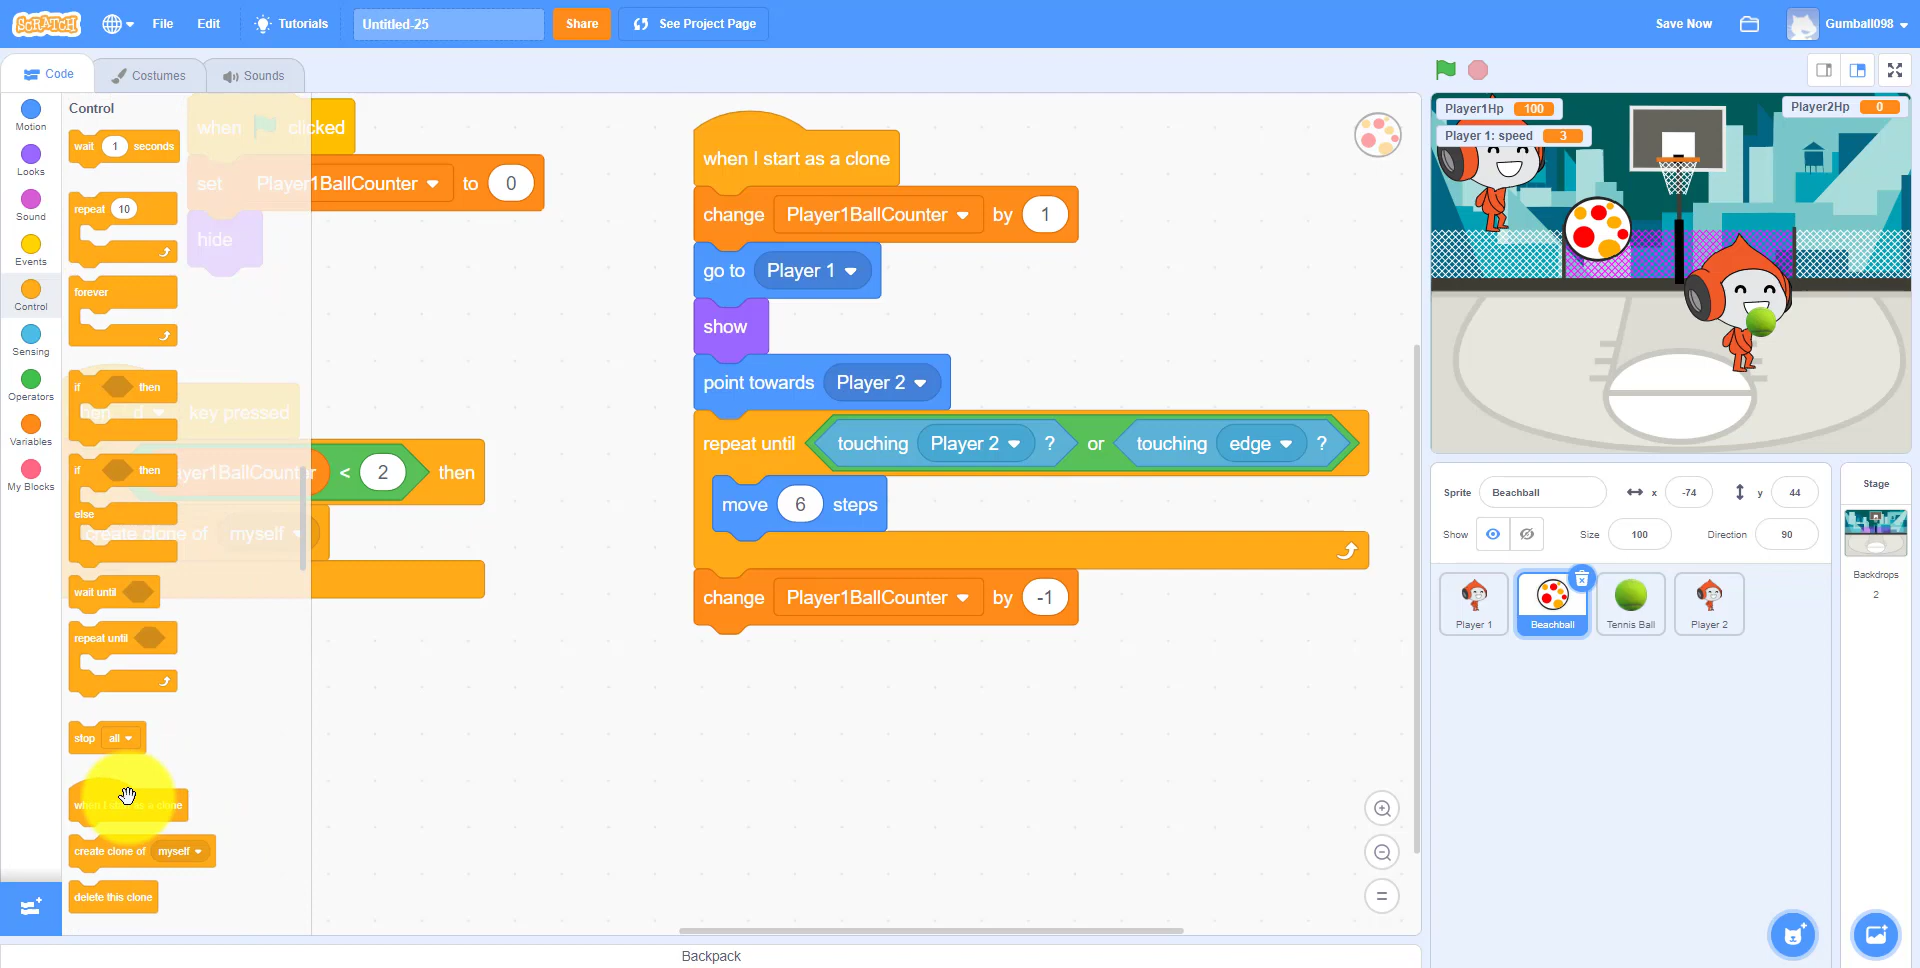 SCRATCH
File
Edit
Tutorials
Untitled-25
Share
See Project Page
Save Now
Gumball098
Code
Costumes
Sounds
Motion
Looks
Sound
Events
Control
Sensing
Operators
Variables
My Blocks
Control
wait 1 seconds
repeat 10
forever
if then
if then
else
wait until
repeat until
stop all
when I start as a clone
create clone of myself
delete this clone
when clicked
set Player1BallCounter to 0
hide
key pressed
< 2 then
create clone of myself
when I start as a clone
change Player1BallCounter by 1
go to Player 1
show
point towards Player 2
repeat until touching Player 2 ? or touching edge ?
move 6 steps
change Player1BallCounter by -1
Backpack
Player1Hp 100
Player 1: speed 3
Player2Hp 0
Sprite Beachball x -74 y 44
Show Size 100 Direction 90
Player 1
Beachball
Tennis Ball
Player 2
Stage
Backdrops
2